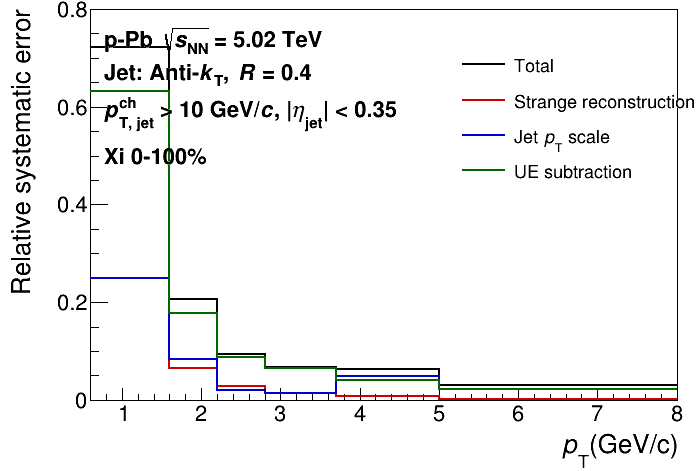 Relative systematic error
0.8
0.6
0.4
0.2
0
p-Pb √sNN = 5.02 TeV
Jet: Anti-kT, R = 0.4
p^ch_T, jet > 10 GeV/c, |ηjet| < 0.35
Xi 0-100%
Total
Strange reconstruction
Jet pT scale
UE subtraction
1 2 3 4 5 6 7 8
pT(GeV/c)